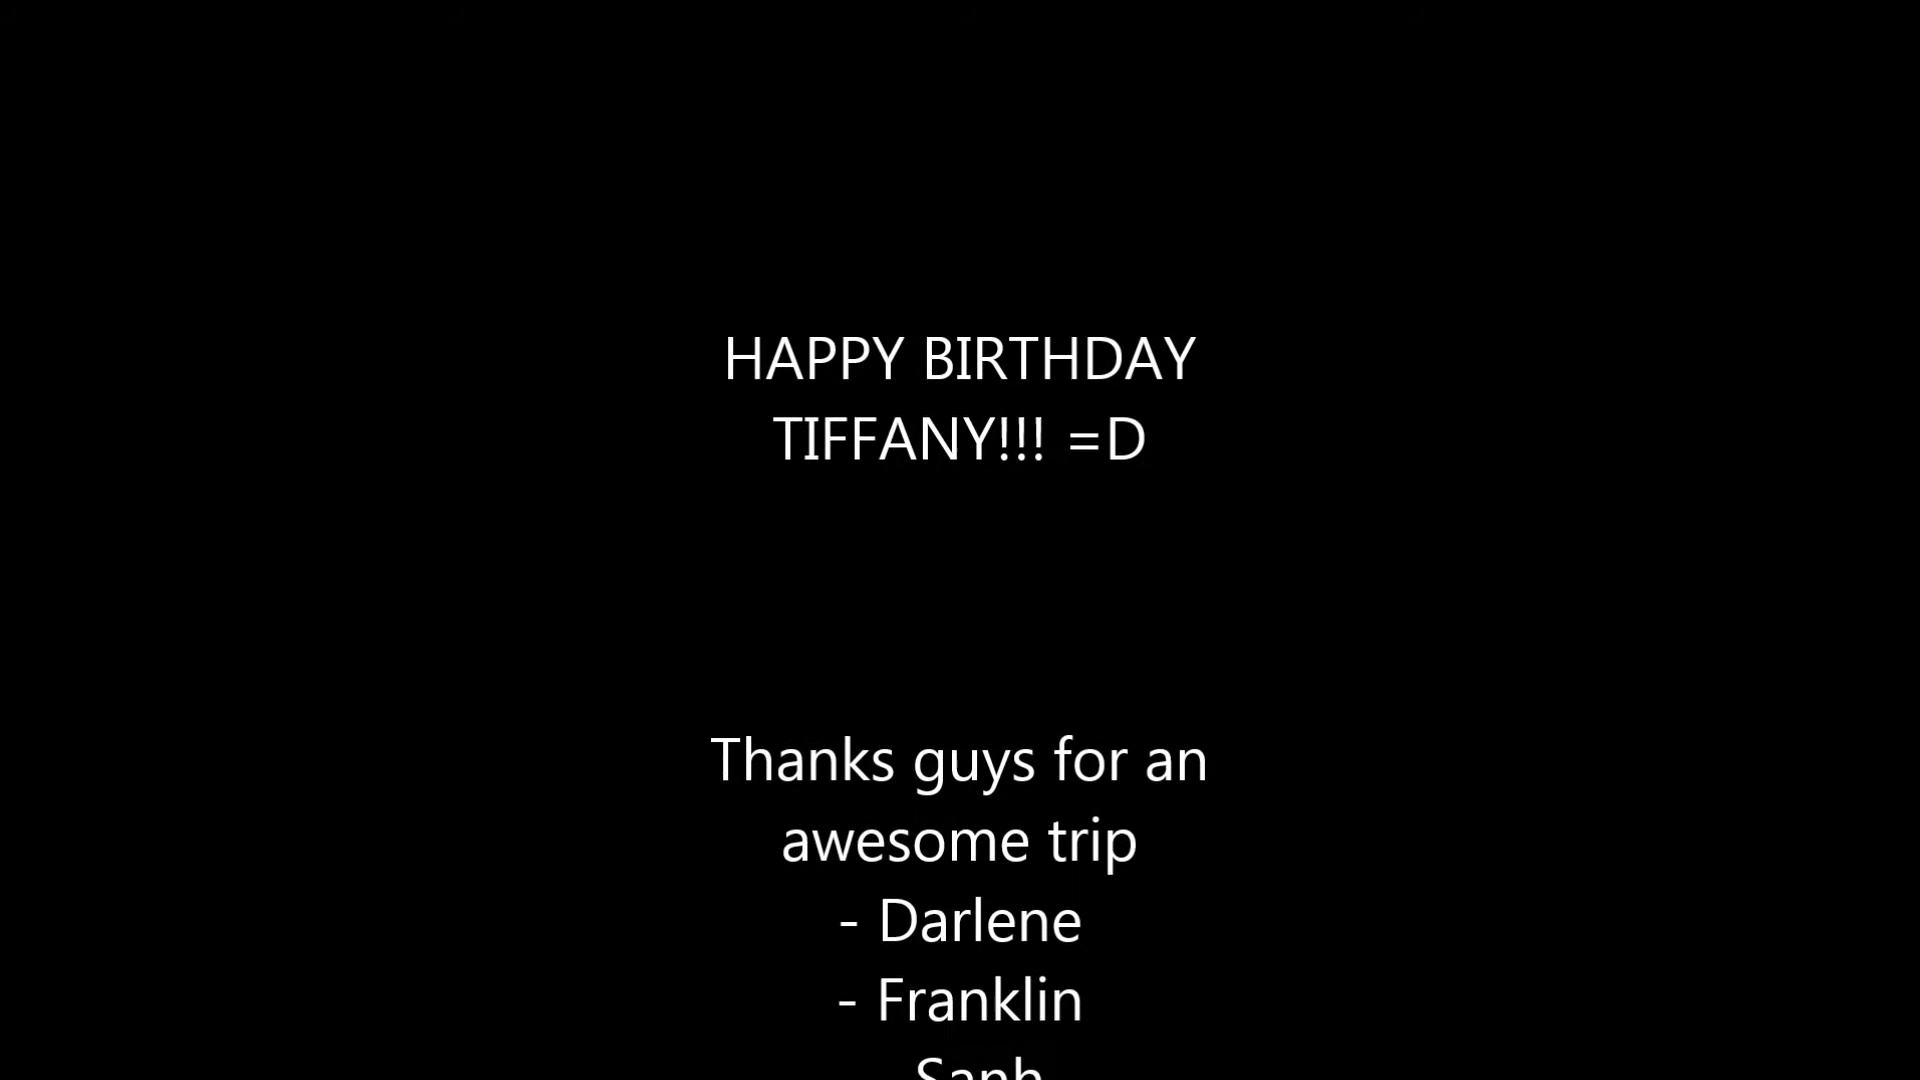 HAPPY BIRTHDAY
TIFFANY!!! =D
Thanks guys for an
awesome trip
- Darlene
- Franklin